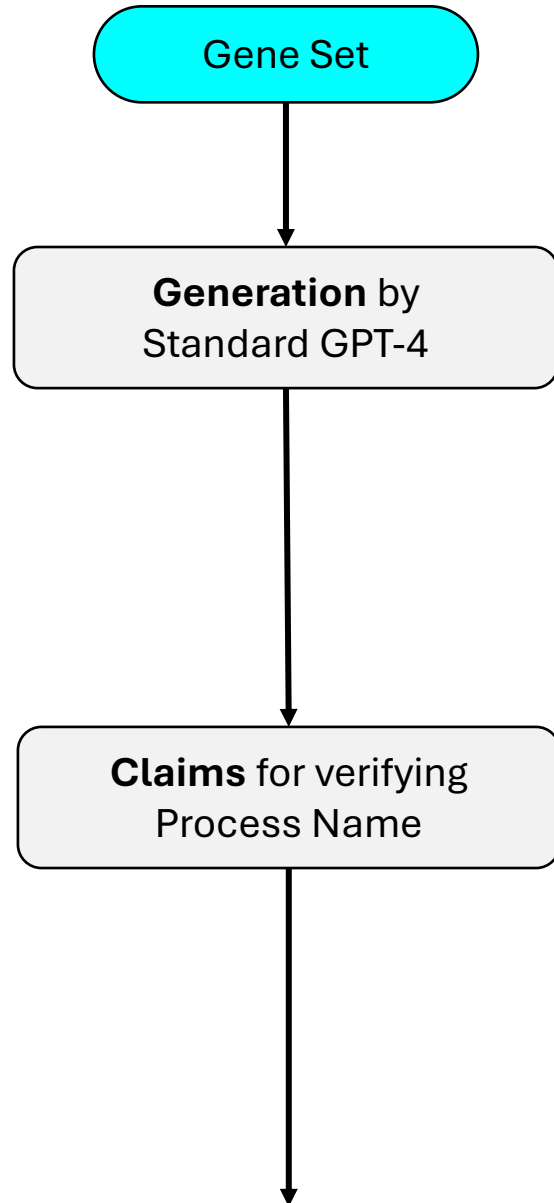 Gene Set
Generation by
Standard GPT-4
Claims for verifying
Process Name